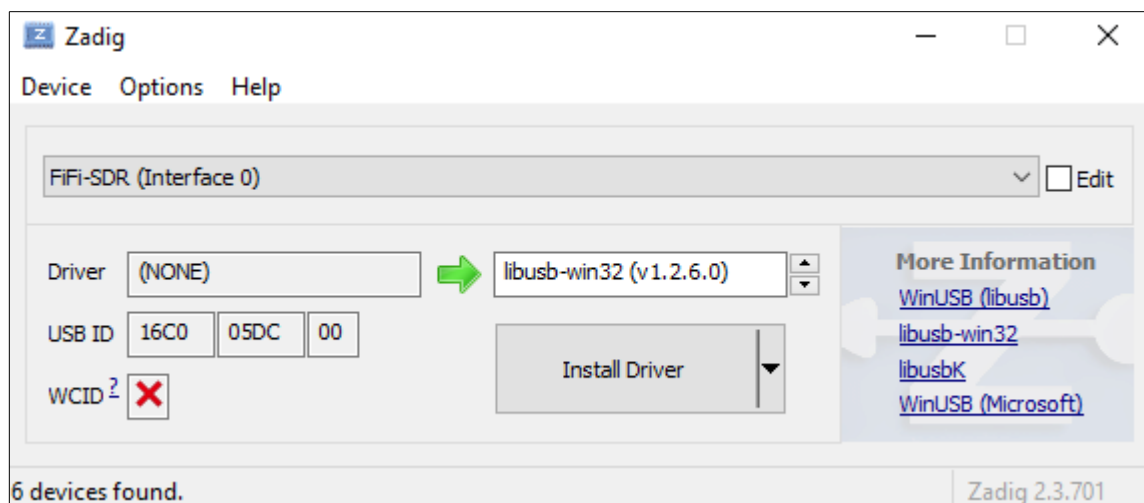 Zadig
Device Options Help
FiFi-SDR (Interface 0)
Edit
Driver (NONE) libusb-win32 (v1.2.6.0)
USB ID 16C0 05DC 00
WCID ?
Install Driver
More Information
WinUSB (libusb)
libusb-win32
libusbK
WinUSB (Microsoft)
6 devices found.
Zadig 2.3.701